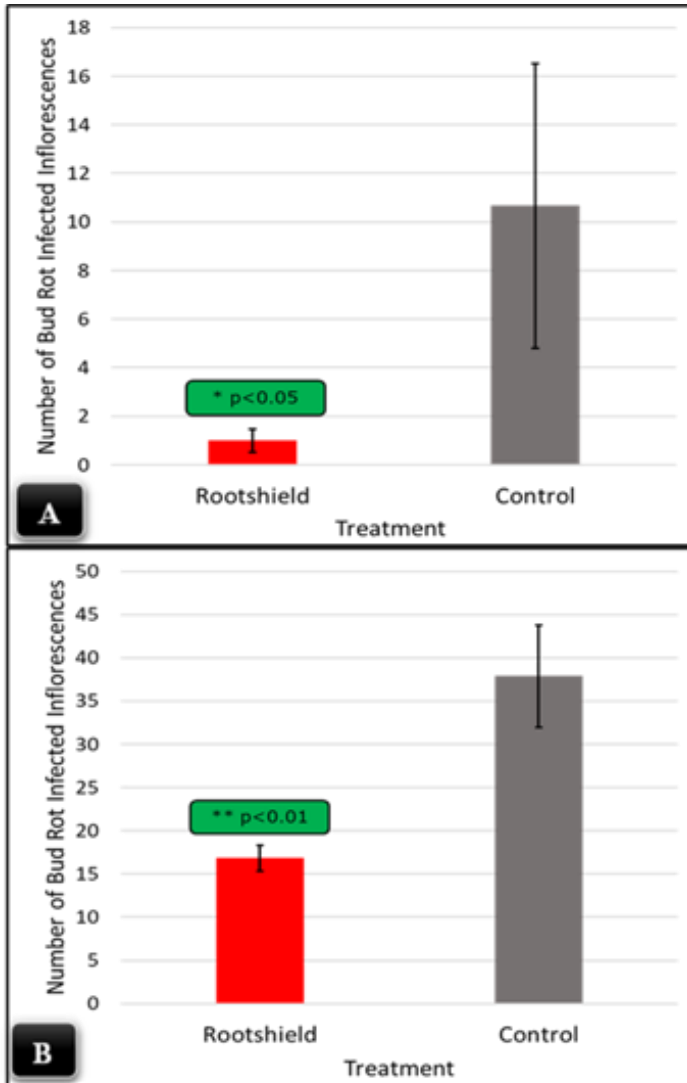 Number of Bud Rot Infected Inflorescences
18
16
14
12
10
8
6
4
2
0
* p<0.05
Rootshield
Control
Treatment
A
Number of Bud Rot Infected Inflorescences
50
45
40
35
30
25
20
15
10
5
0
** p<0.01
Rootshield
Control
Treatment
B